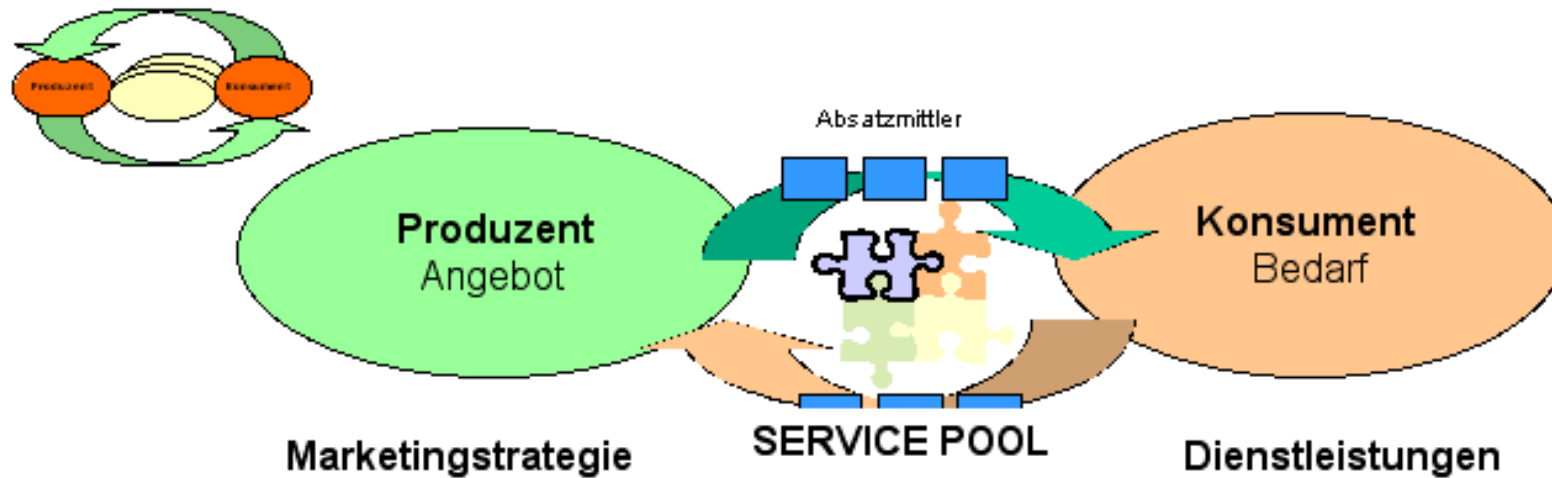 Produzent
Konsument
Absatzmittler
Produzent
Angebot
Konsument
Bedarf
Marketingstrategie
SERVICE POOL
Dienstleistungen